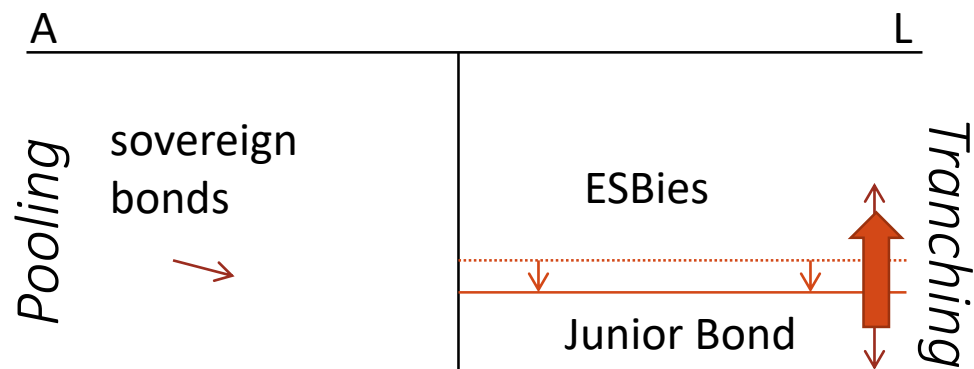 A
L
Pooling
sovereign
bonds
ESBies
Junior Bond
Tranching